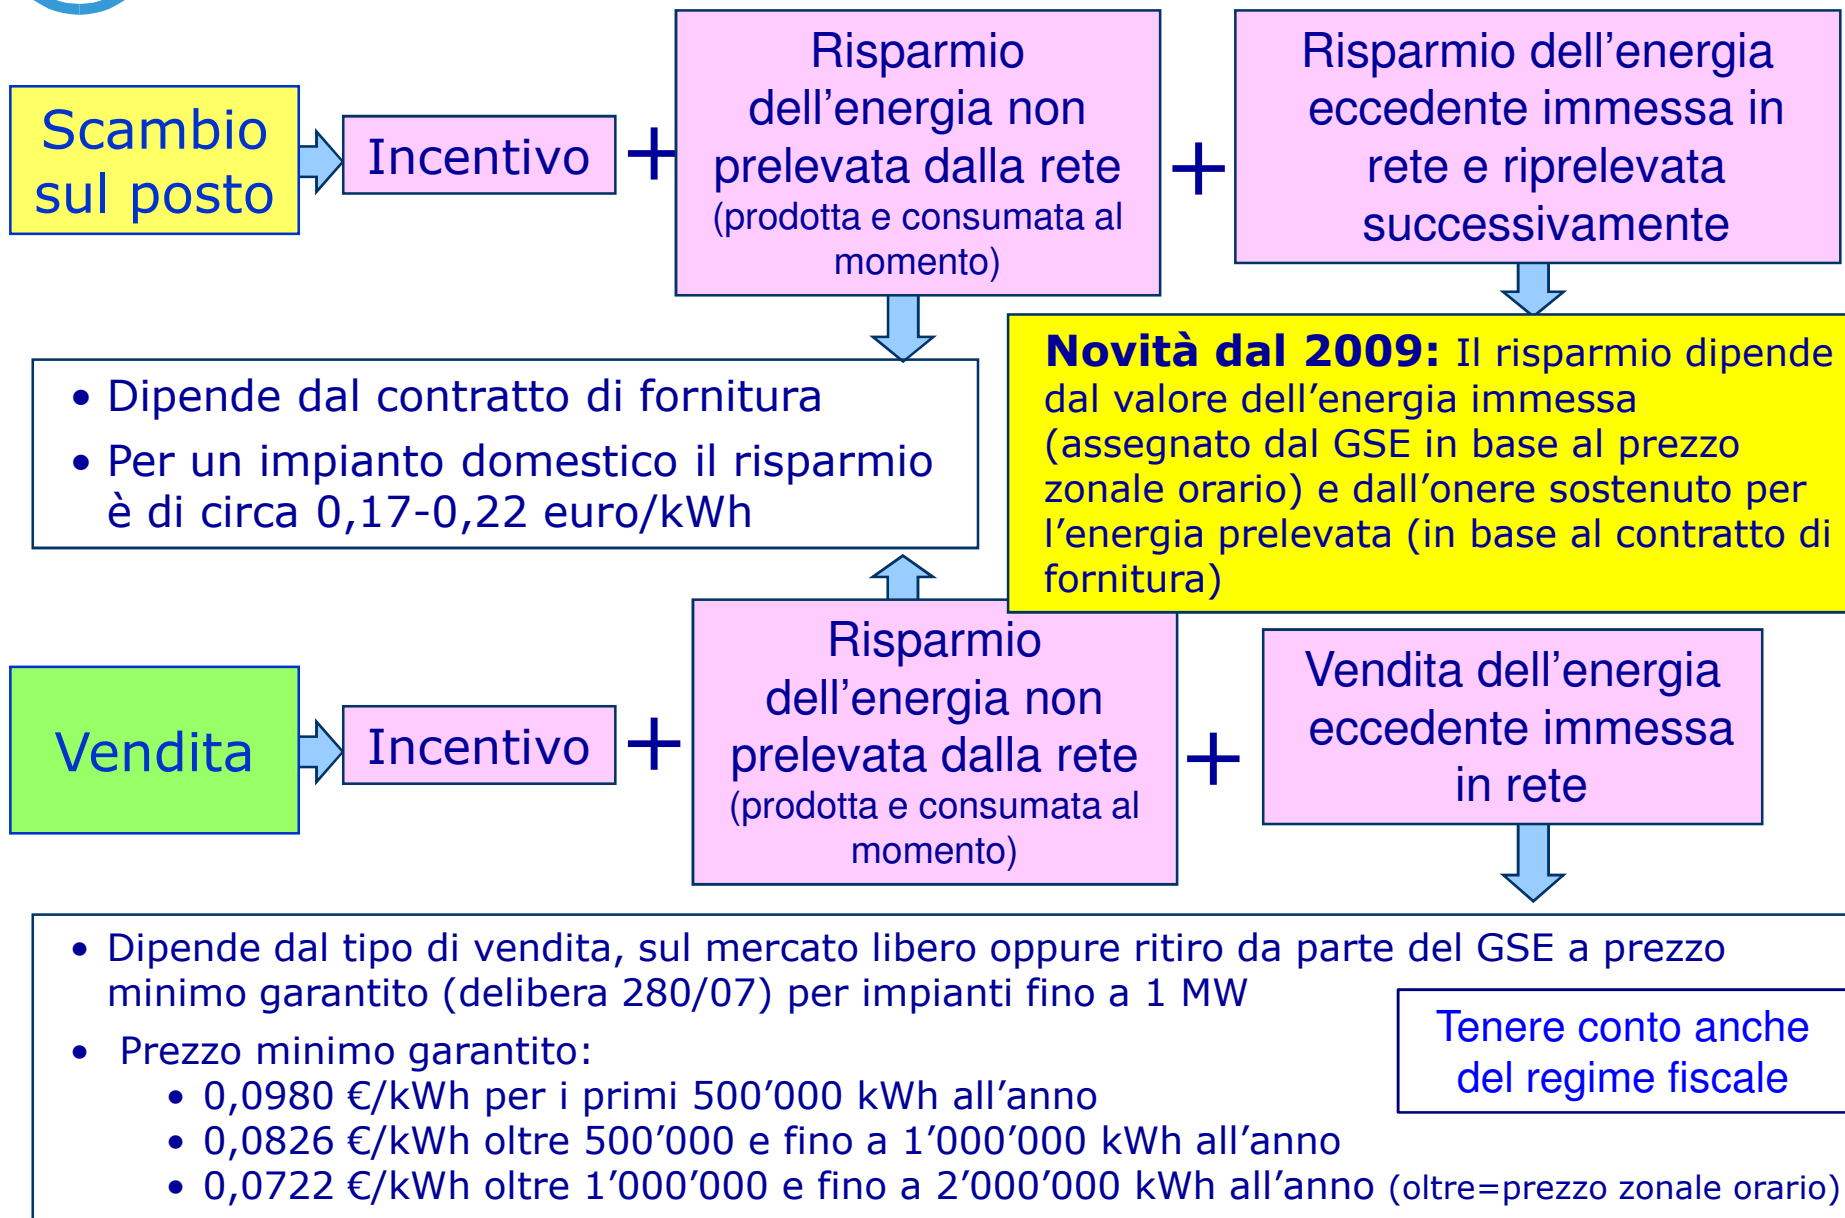 Scambio
sul posto
Incentivo
+
Risparmio
dell’energia non
prelevata dalla rete
(prodotta e consumata al
momento)
+
Risparmio dell’energia
eccedente immessa in
rete e riprelevata
successivamente
• Dipende dal contratto di fornitura
• Per un impianto domestico il risparmio
è di circa 0,17-0,22 euro/kWh
Novità dal 2009: Il risparmio dipende
dal valore dell’energia immessa
(assegnato dal GSE in base al prezzo
zonale orario) e dall’onere sostenuto per
l’energia prelevata (in base al contratto di
fornitura)
Vendita
Incentivo
+
Risparmio
dell’energia non
prelevata dalla rete
(prodotta e consumata al
momento)
+
Vendita dell’energia
eccedente immessa
in rete
• Dipende dal tipo di vendita, sul mercato libero oppure ritiro da parte del GSE a prezzo
minimo garantito (delibera 280/07) per impianti fino a 1 MW
• Prezzo minimo garantito:
• 0,0980 €/kWh per i primi 500’000 kWh all’anno
• 0,0826 €/kWh oltre 500’000 e fino a 1’000’000 kWh all’anno
• 0,0722 €/kWh oltre 1’000’000 e fino a 2’000’000 kWh all’anno (oltre=prezzo zonale orario)
Tenere conto anche
del regime fiscale